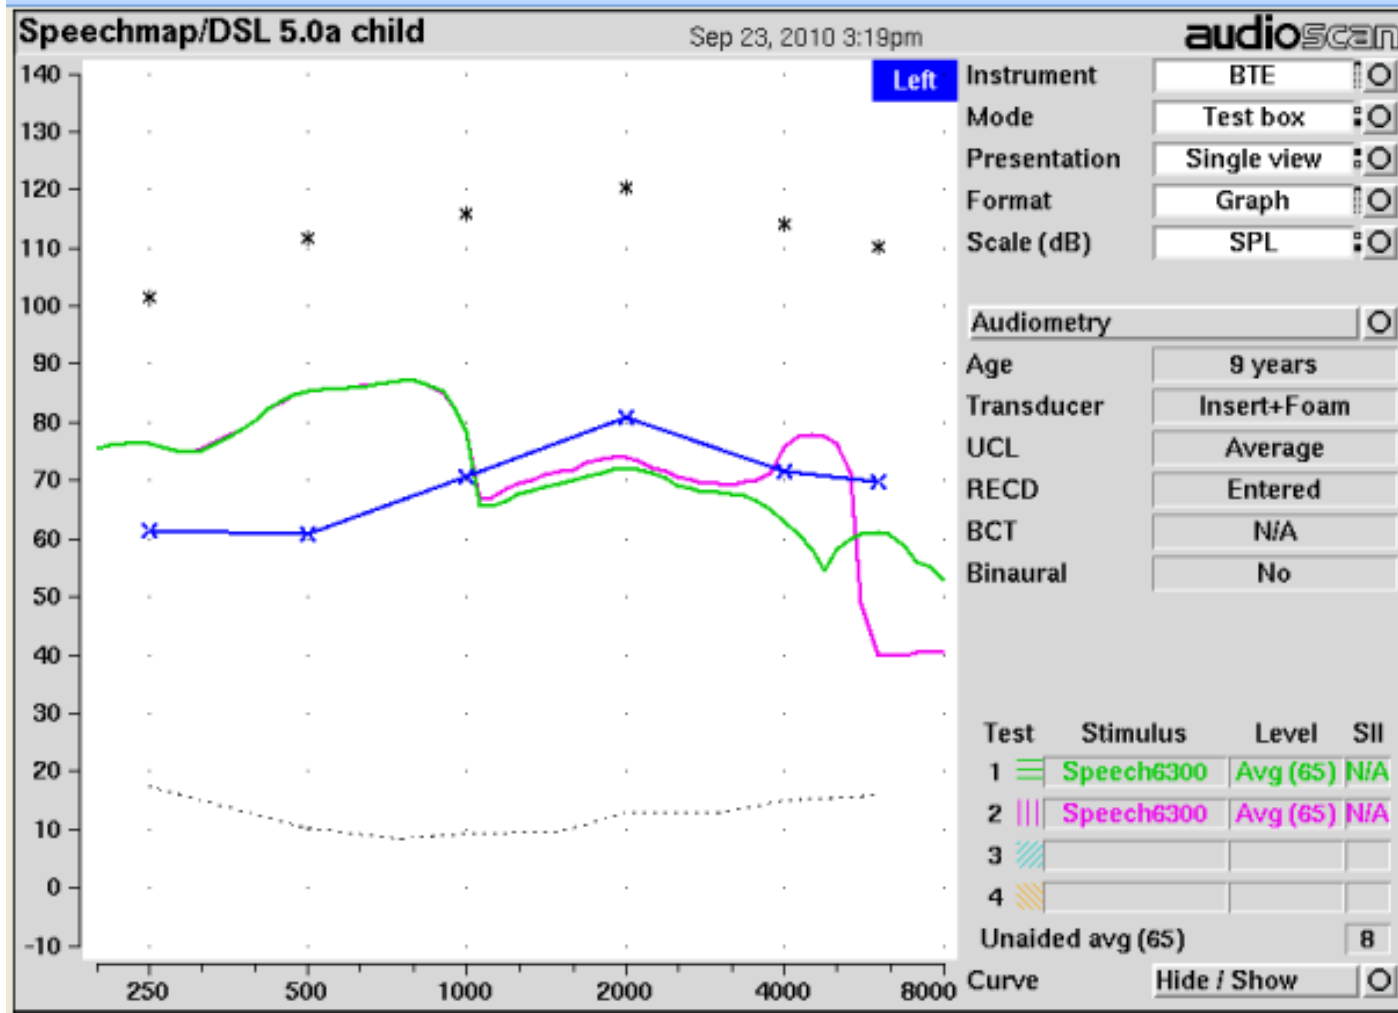 Speechmap/DSL 5.0a child
Sep 23, 2010 3:19pm
audioscan
Left
140
130
120
110
100
90
80
70
60
50
40
30
20
10
0
-10
250 500 1000 2000 4000 8000
Instrument BTE
Mode Test box
Presentation Single view
Format Graph
Scale (dB) SPL
Audiometry
Age 9 years
Transducer Insert+Foam
UCL Average
RECD Entered
BCT N/A
Binaural No
Test Stimulus Level SII
1 Speech6300 Avg (65) N/A
2 Speech6300 Avg (65) N/A
3
4
Unaided avg (65) 8
Curve Hide / Show